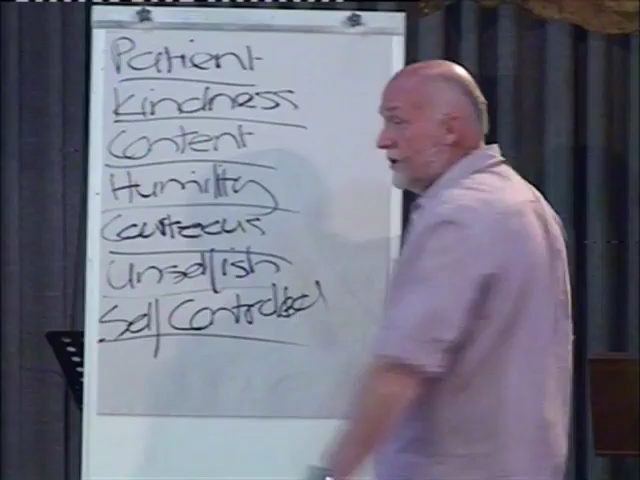 Patient
Kindness
Content
Humility
Courteous
Unselfish
Self Controlled